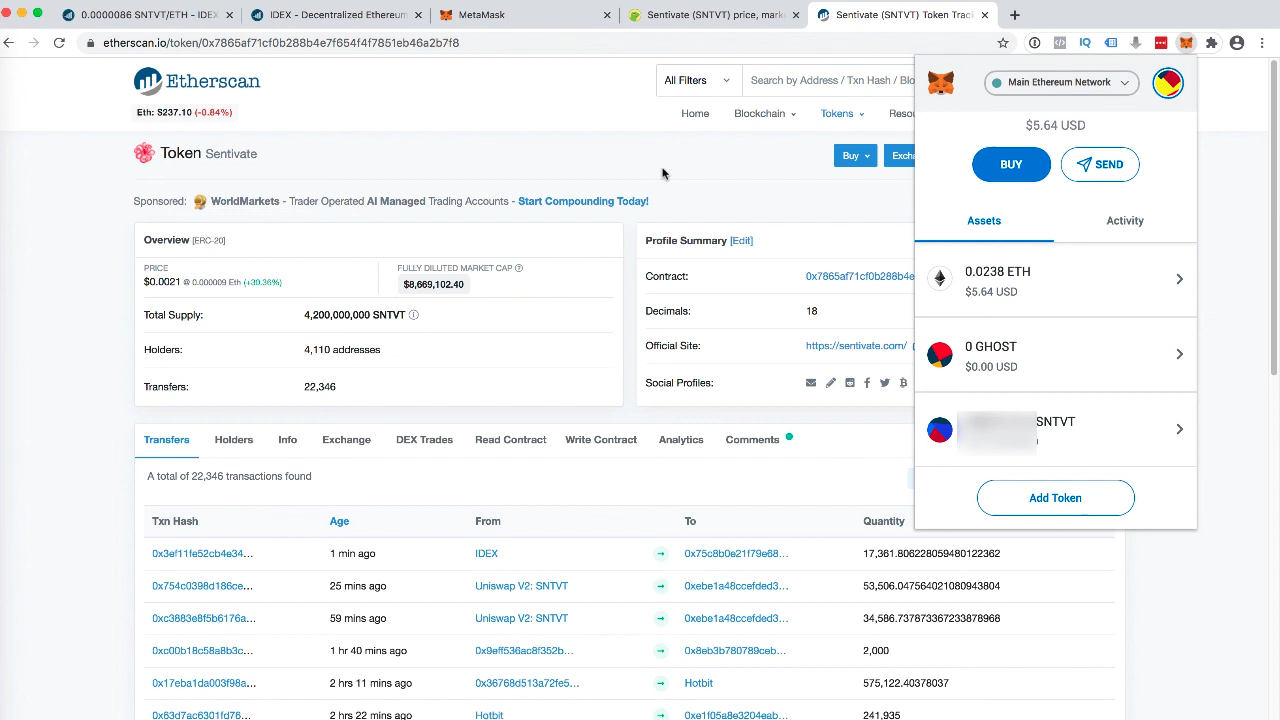 0.0000086 SNTVT/ETH - IDEX
IDEX - Decentralized Ethereum
MetaMask
Sentivate (SNTVT) price, mark
Sentivate (SNTVT) Token Track
etherscan.io/token/0x7865af71cf0b288b4e7f654f4f7851eb46a2b7f8
Etherscan
Eth: $237.10 (-0.84%)
All Filters
Search by Address / Txn Hash / Blo
Home
Blockchain
Tokens
Resou
Token Sentivate
Buy
Excha
Sponsored: WorldMarkets - Trader Operated AI Managed Trading Accounts - Start Compounding Today!
Overview [ERC-20]
PRICE
$0.0021 @ 0.000009 Eth (+39.36%)
FULLY DILUTED MARKET CAP
$8,669,102.40
Total Supply: 4,200,000,000 SNTVT
Holders: 4,110 addresses
Transfers: 22,346
Profile Summary [Edit]
Contract: 0x7865af71cf0b288b4e
Decimals: 18
Official Site: https://sentivate.com/
Social Profiles:
Main Ethereum Network
$5.64 USD
BUY
SEND
Assets
Activity
0.0238 ETH
$5.64 USD
0 GHOST
$0.00 USD
SNTVT
Add Token
Transfers
Holders
Info
Exchange
DEX Trades
Read Contract
Write Contract
Analytics
Comments
A total of 22,346 transactions found
Txn Hash Age From To Quantity
0x3ef11fe52cb4e34... 1 min ago IDEX 0x75c8b0e21f79e68... 17,361.806228059480122362
0x754c0398d186ce... 25 mins ago Uniswap V2: SNTVT 0xebe1a48ccefded3... 53,506.047564021080943804
0xc3883e8f5b6176a... 59 mins ago Uniswap V2: SNTVT 0xebe1a48ccefded3... 34,586.737873367233878968
0xc00b18c58a8b3c... 1 hr 40 mins ago 0x9eff536ac8f352b... 0x8eb3b780789ceb... 2,000
0x17eba1da003f98a... 2 hrs 11 mins ago 0x36768d513a72fe5... Hotbit 575,122.40378037
0x63d7ac6301fd76... 2 hrs 22 mins ago Hotbit 0xe1f05a8e3204eab... 241,935